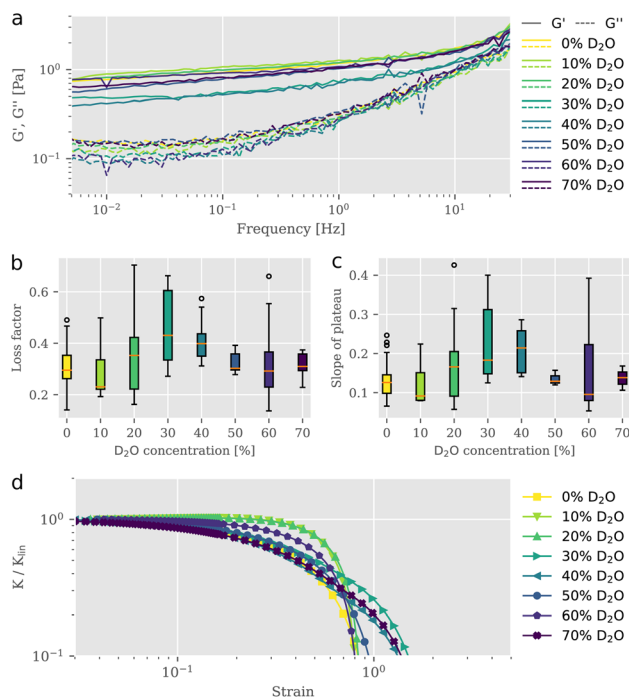 a
G', G'' [Pa]
10⁰
10⁻¹
10⁻² 10⁻¹ 10⁰ 10¹
Frequency [Hz]
G' G''
0% D₂O
10% D₂O
20% D₂O
30% D₂O
40% D₂O
50% D₂O
60% D₂O
70% D₂O
b
Loss factor
0.6
0.4
0.2
0 10 20 30 40 50 60 70
D₂O concentration [%]
c
Slope of plateau
0.4
0.3
0.2
0.1
0 10 20 30 40 50 60 70
D₂O concentration [%]
d
K / Kₗᵢₙ
10⁰
10⁻¹
10⁻¹ 10⁰
Strain
0% D₂O
10% D₂O
20% D₂O
30% D₂O
40% D₂O
50% D₂O
60% D₂O
70% D₂O